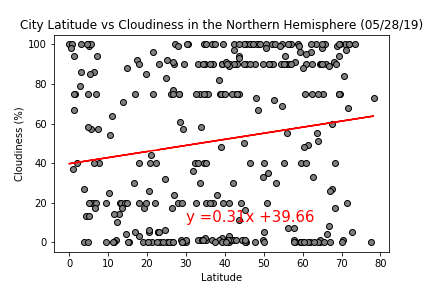 City Latitude vs Cloudiness in the Northern Hemisphere (05/28/19)
100
80
60
40
20
0
Cloudiness (%)
y =0.31x +39.66
0 10 20 30 40 50 60 70 80
Latitude